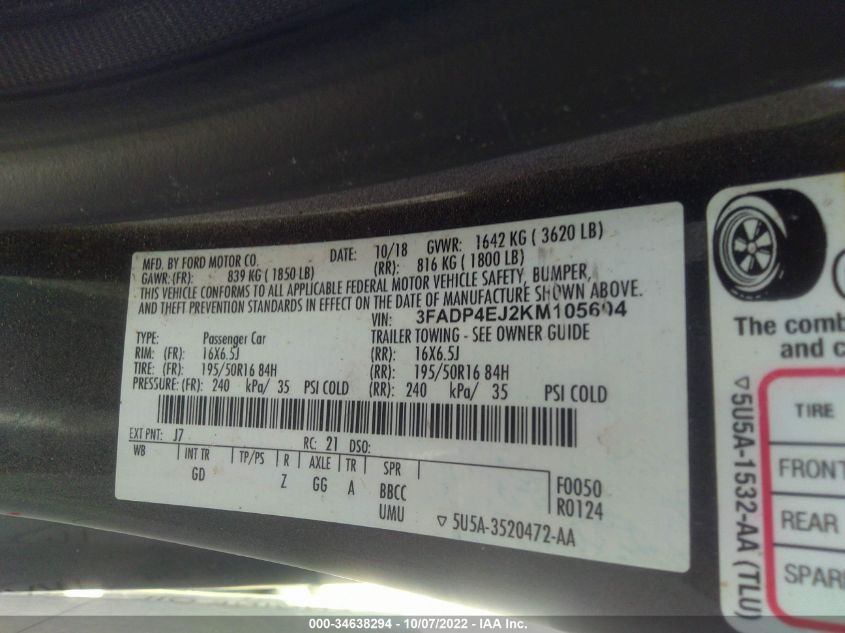 MFD. BY FORD MOTOR CO.
DATE: 10/18 GVWR: 1642 KG ( 3620 LB)
GAWR: (FR): 839 KG ( 1850 LB) (RR): 816 KG ( 1800 LB)
THIS VEHICLE CONFORMS TO ALL APPLICABLE FEDERAL MOTOR VEHICLE SAFETY, BUMPER,
AND THEFT PREVENTION STANDARDS IN EFFECT ON THE DATE OF MANUFACTURE SHOWN ABOVE.
VIN: 3FADP4EJ2KM105694
TYPE: Passenger Car TRAILER TOWING - SEE OWNER GUIDE
RIM: (FR): 16X6.5J (RR): 16X6.5J
TIRE: (FR): 195/50R16 84H (RR): 195/50R16 84H
PRESSURE: (FR): 240 kPa/ 35 PSI COLD (RR): 240 kPa/ 35 PSI COLD
EXT PNT: J7 RC: 21 DSO:
WB INT TR TP/PS R AXLE TR SPR
GD Z GG A BBCC F0050
UMU R0124
▽ 5U5A-3520472-AA
The comb
and c
▽5U5A-1532-AA (TLU)
TIRE
FRONT
REAR
SPAR
000-34638294 - 10/07/2022 - IAA Inc.